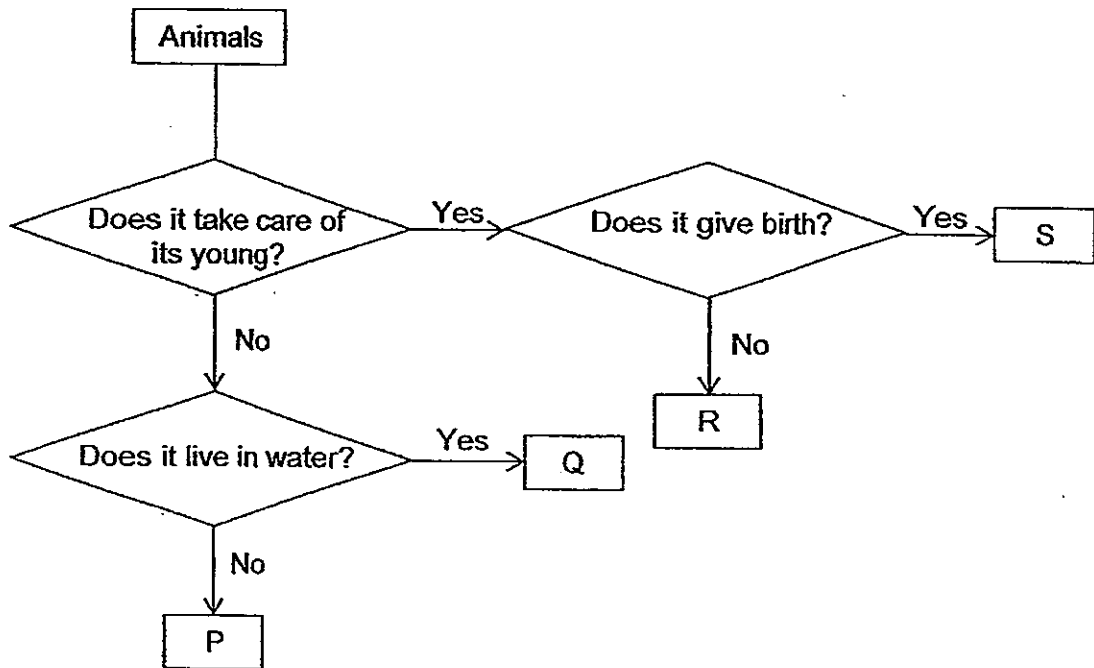 Animals
Does it take care of
its young?
Yes
Does it give birth?
Yes
S
No
No
R
Does it live in water?
Yes
Q
No
P